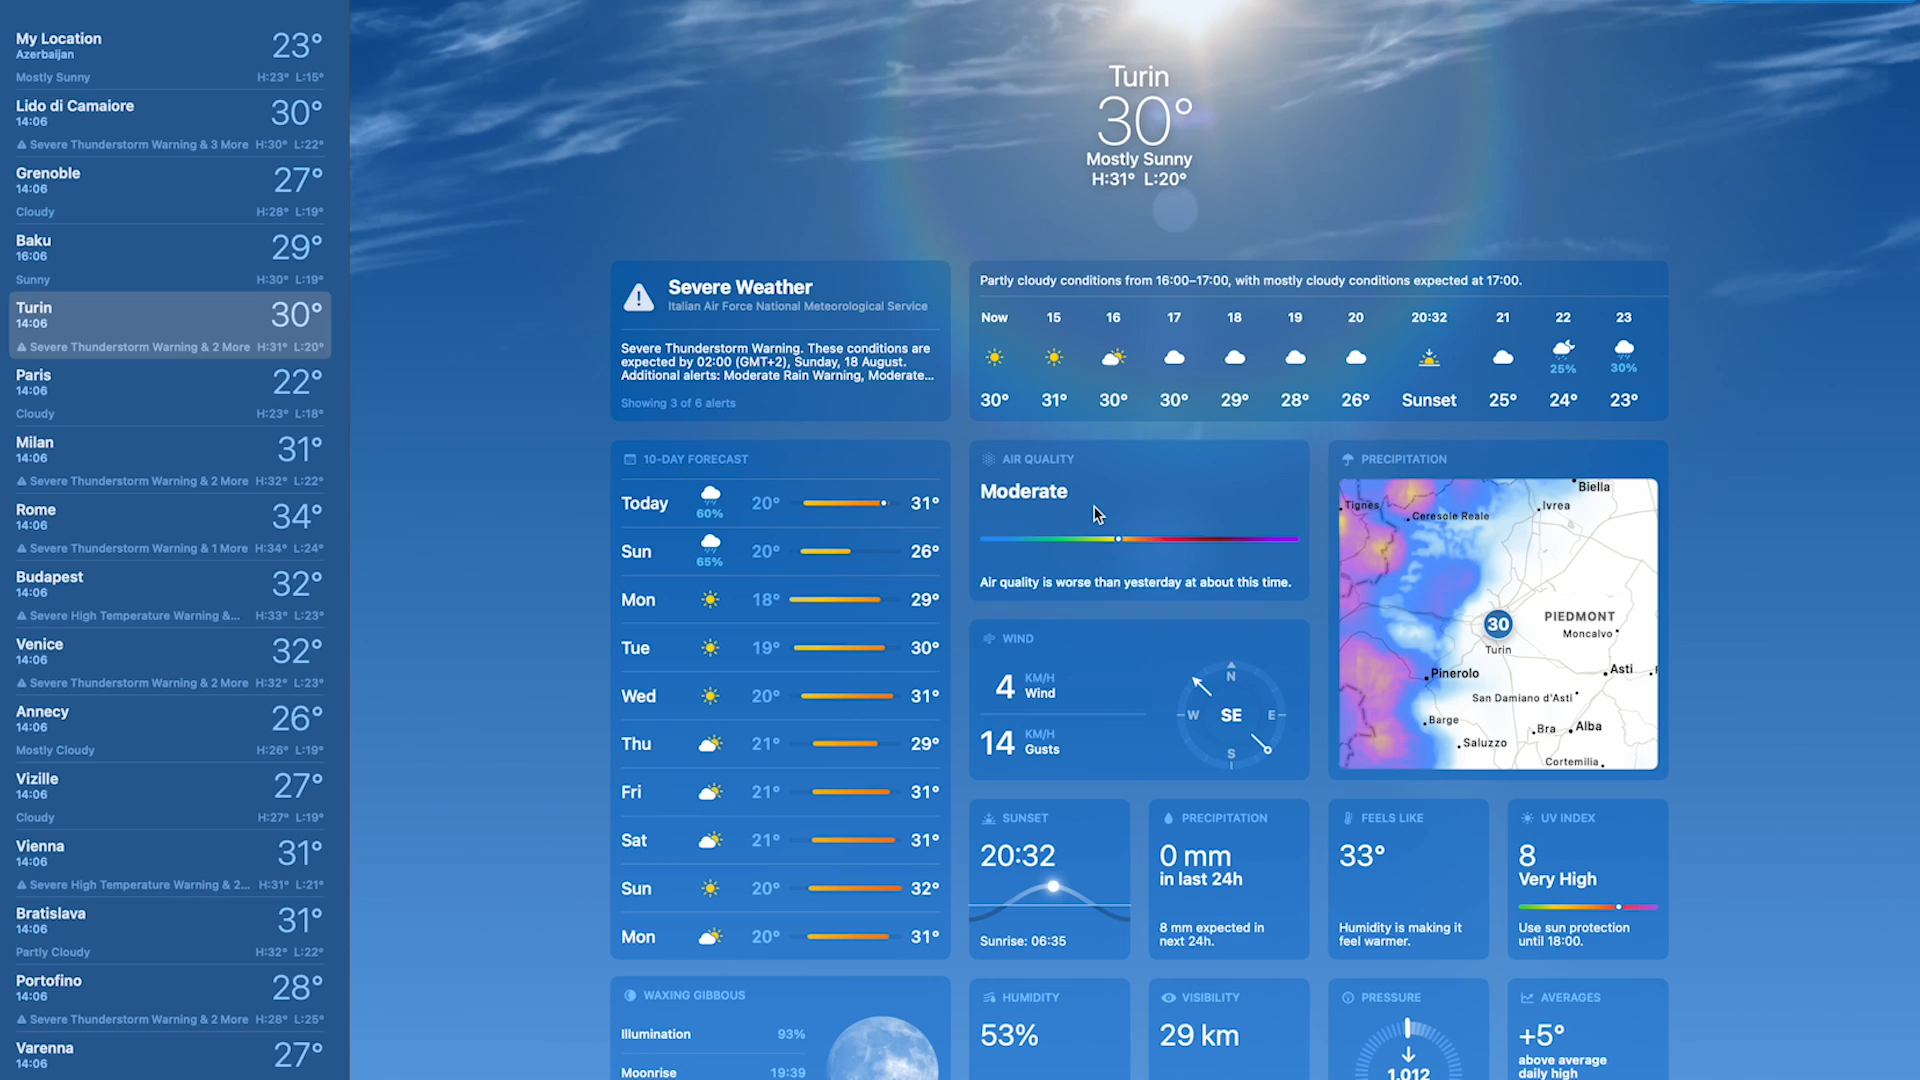 My Location
Azerbaijan
23°
Mostly Sunny H:23° L:15°
Lido di Camaiore
14:06
30°
Severe Thunderstorm Warning & 3 More H:30° L:22°
Grenoble
14:06
27°
Cloudy H:28° L:19°
Baku
16:06
29°
Sunny H:30° L:19°
Turin
14:06
30°
Severe Thunderstorm Warning & 2 More H:31° L:20°
Paris
14:06
22°
Cloudy H:23° L:18°
Milan
14:06
31°
Severe Thunderstorm Warning & 2 More H:32° L:22°
Rome
14:06
34°
Severe Thunderstorm Warning & 1 More H:34° L:24°
Budapest
14:06
32°
Severe High Temperature Warning &... H:33° L:23°
Venice
14:06
32°
Severe Thunderstorm Warning & 2 More H:32° L:23°
Annecy
14:06
26°
Mostly Cloudy H:26° L:19°
Vizille
14:06
27°
Cloudy H:27° L:19°
Vienna
14:06
31°
Severe High Temperature Warning & 2... H:31° L:21°
Bratislava
14:06
31°
Partly Cloudy H:32° L:22°
Portofino
14:06
28°
Severe Thunderstorm Warning & 2 More H:28° L:25°
Varenna
14:06
27°
Turin
30°
Mostly Sunny
H:31° L:20°
Severe Weather
Italian Air Force National Meteorological Service
Severe Thunderstorm Warning. These conditions are
expected by 02:00 (GMT+2), Sunday, 18 August.
Additional alerts: Moderate Rain Warning, Moderate...
Showing 3 of 6 alerts
Partly cloudy conditions from 16:00–17:00, with mostly cloudy conditions expected at 17:00.
Now 15 16 17 18 19 20 20:32 21 22 23
25% 30%
30° 31° 30° 30° 29° 28° 26° Sunset 25° 24° 23°
10-DAY FORECAST
Today 60% 20° 31°
Sun 65% 20° 26°
Mon 18° 29°
Tue 19° 30°
Wed 20° 31°
Thu 21° 29°
Fri 21° 31°
Sat 21° 31°
Sun 20° 32°
Mon 20° 31°
AIR QUALITY
Moderate
Air quality is worse than yesterday at about this time.
WIND
4 KM/H
Wind
14 KM/H
Gusts
N
W SE E
S
PRECIPITATION
Biella
Tignes
Ivrea
Ceresole Reale
PIEDMONT
30
Moncalvo
Turin
Asti
Pinerolo
San Damiano d'Asti
Barge
Bra
Alba
Saluzzo
Cortemilia
SUNSET
20:32
Sunrise: 06:35
PRECIPITATION
0 mm
in last 24h
8 mm expected in
next 24h.
FEELS LIKE
33°
Humidity is making it
feel warmer.
UV INDEX
8
Very High
Use sun protection
until 18:00.
WAXING GIBBOUS
Illumination 93%
Moonrise 19:39
HUMIDITY
53%
VISIBILITY
29 km
PRESSURE
1.012
AVERAGES
+5°
above average
daily high